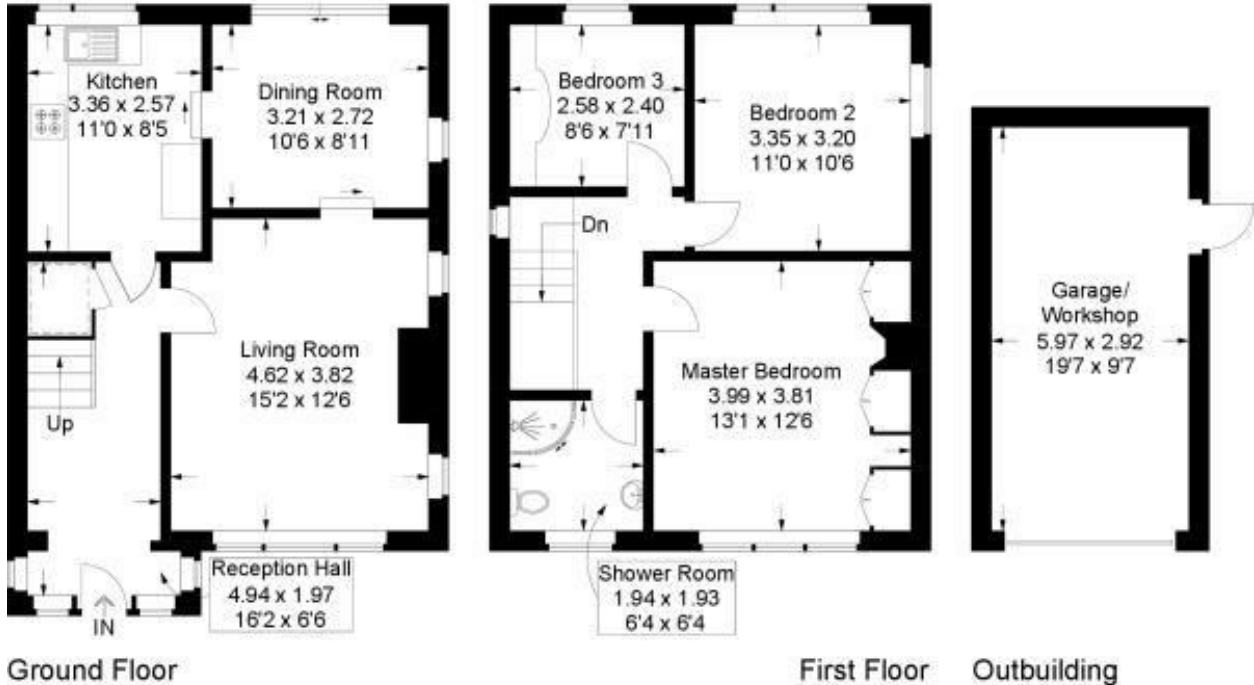 Kitchen
3.36 x 2.57
11'0 x 8'5
Dining Room
3.21 x 2.72
10'6 x 8'11
Living Room
4.62 x 3.82
15'2 x 12'6
Up
Reception Hall
4.94 x 1.97
16'2 x 6'6
IN
Ground Floor
Bedroom 3
2.58 x 2.40
8'6 x 7'11
Bedroom 2
3.35 x 3.20
11'0 x 10'6
Dn
Master Bedroom
3.99 x 3.81
13'1 x 12'6
Shower Room
1.94 x 1.93
6'4 x 6'4
First Floor
Garage/
Workshop
5.97 x 2.92
19'7 x 9'7
Outbuilding